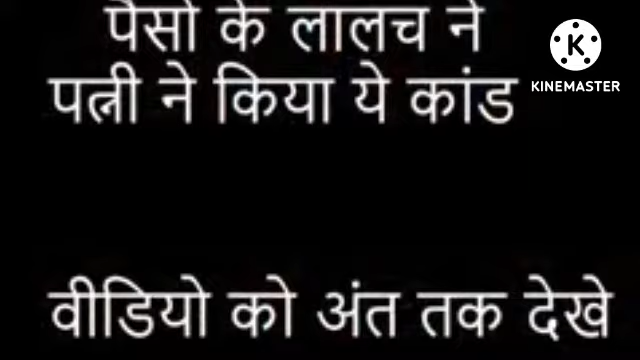 पैसो के लालच ने
पत्नी ने किया ये कांड
KINEMASTER
वीडियो को अंत तक देखे